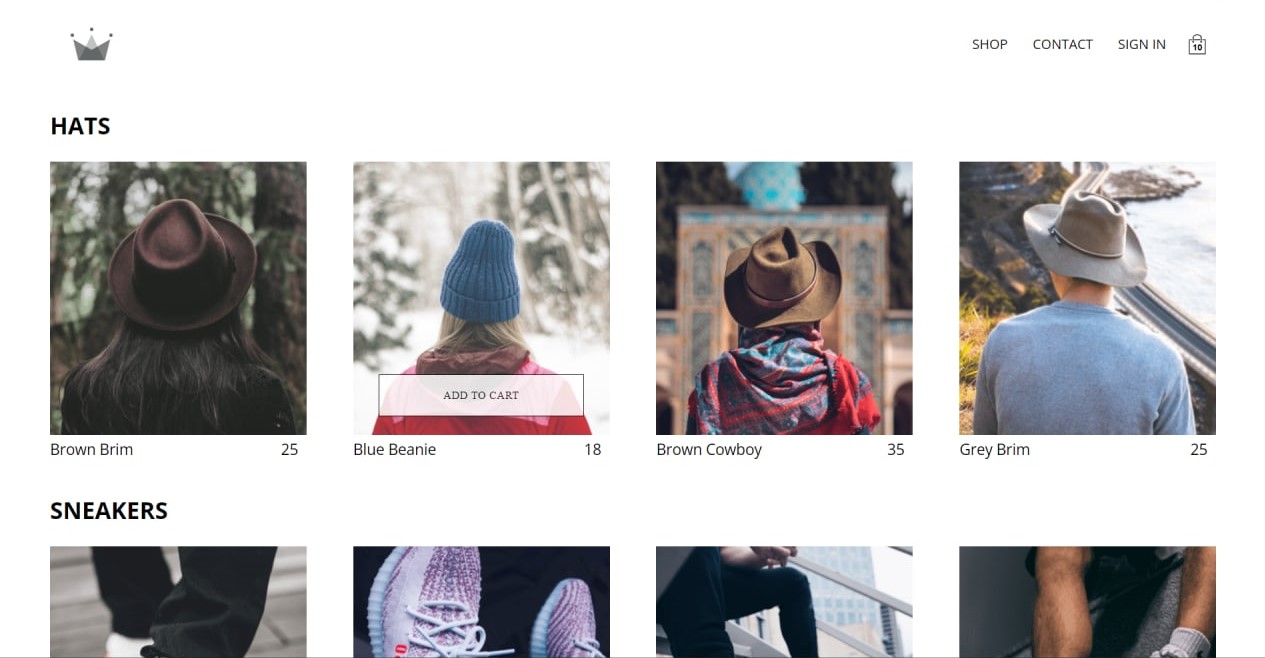 SHOP CONTACT SIGN IN 10
HATS
ADD TO CART
Brown Brim 25 Blue Beanie 18 Brown Cowboy 35 Grey Brim 25
SNEAKERS